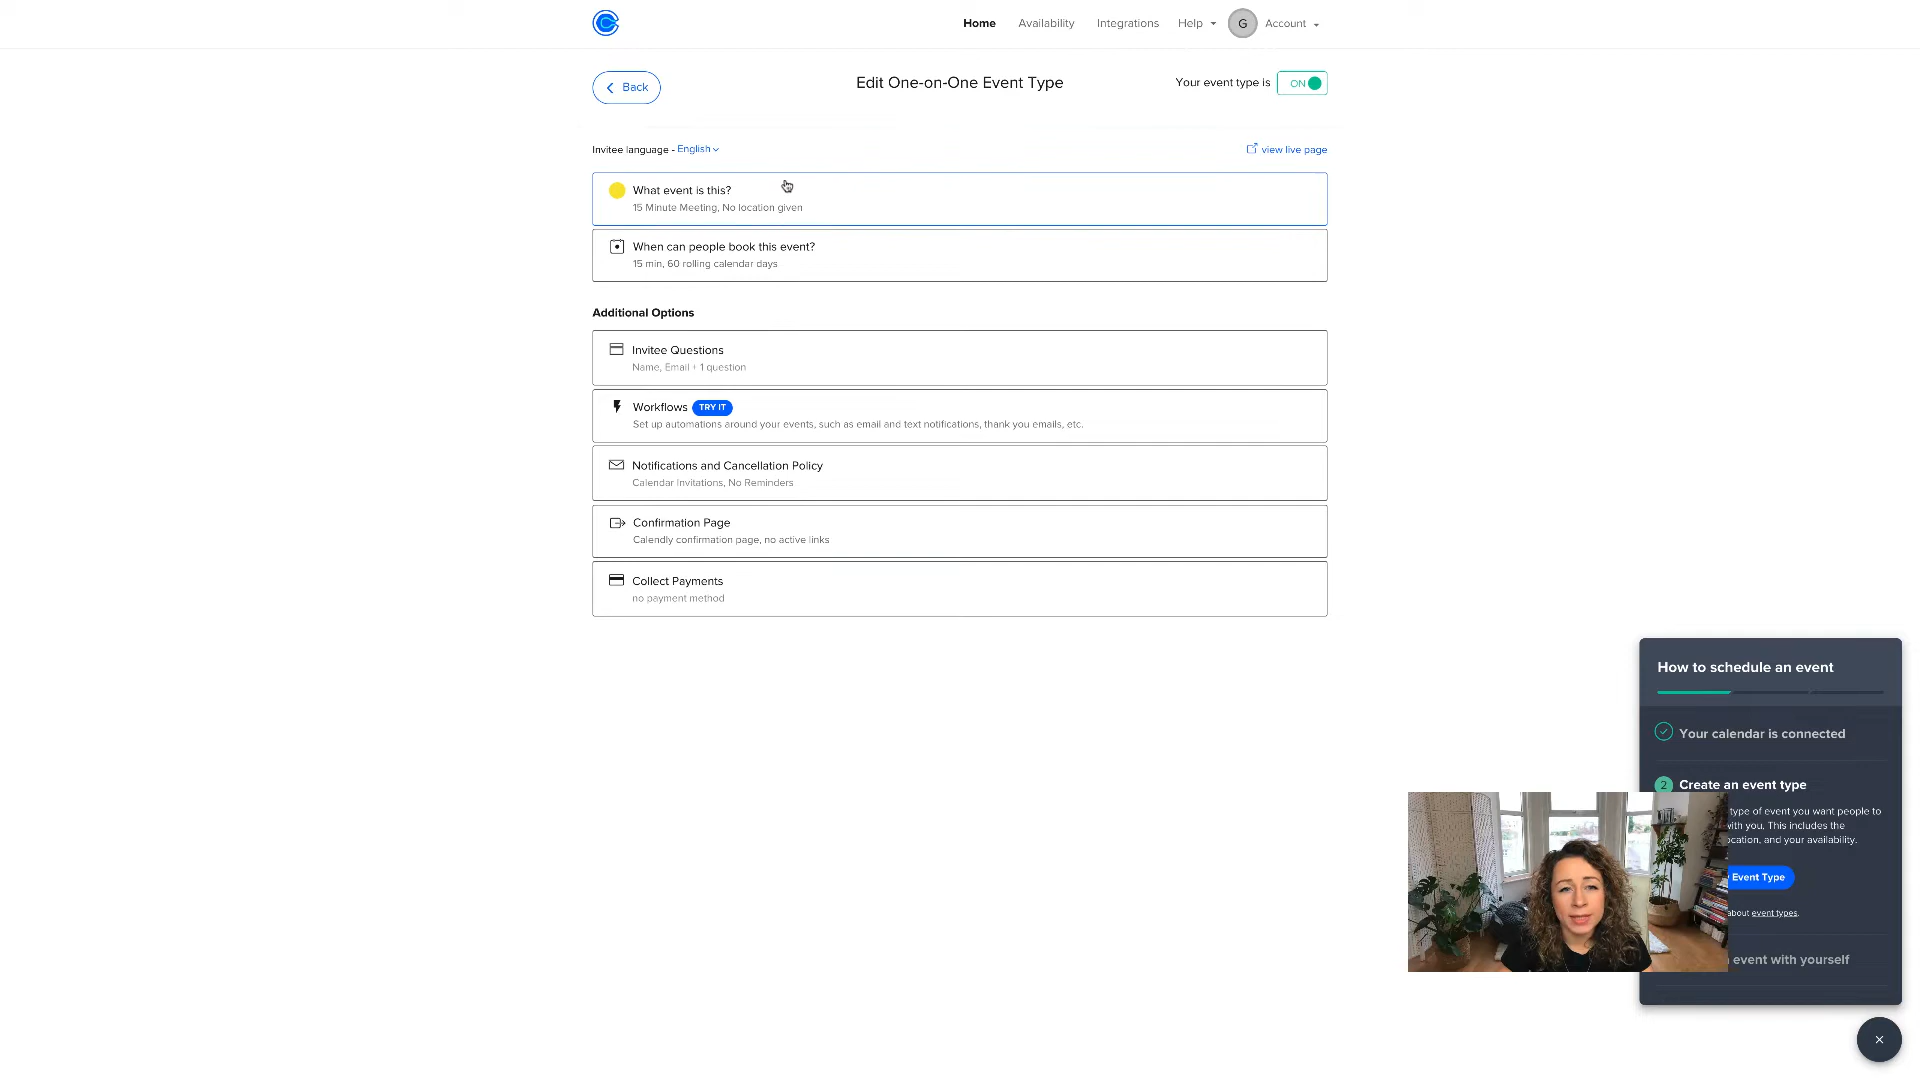 Home Availability Integrations Help G Account
Back
Edit One-on-One Event Type
Your event type is ON
Invitee language - English
view live page
What event is this?
15 Minute Meeting, No location given
When can people book this event?
15 min, 60 rolling calendar days
Additional Options
Invitee Questions
Name, Email + 1 question
Workflows TRY IT
Set up automations around your events, such as email and text notifications, thank you emails, etc.
Notifications and Cancellation Policy
Calendar Invitations, No Reminders
Confirmation Page
Calendly confirmation page, no active links
Collect Payments
no payment method
How to schedule an event
Your calendar is connected
2 Create an event type
type of event you want people to
with you. This includes the
ocation, and your availability.
Event Type
about event types.
event with yourself